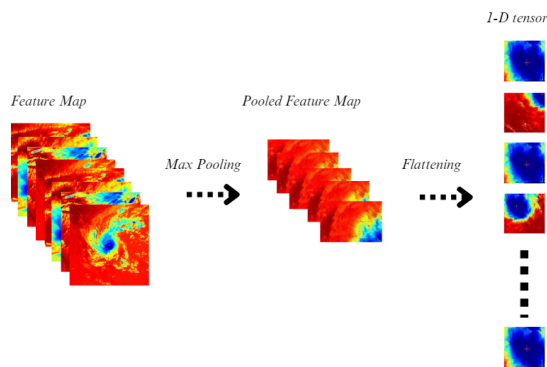 1-D tensor
Feature Map
Pooled Feature Map
Max Pooling
Flattening